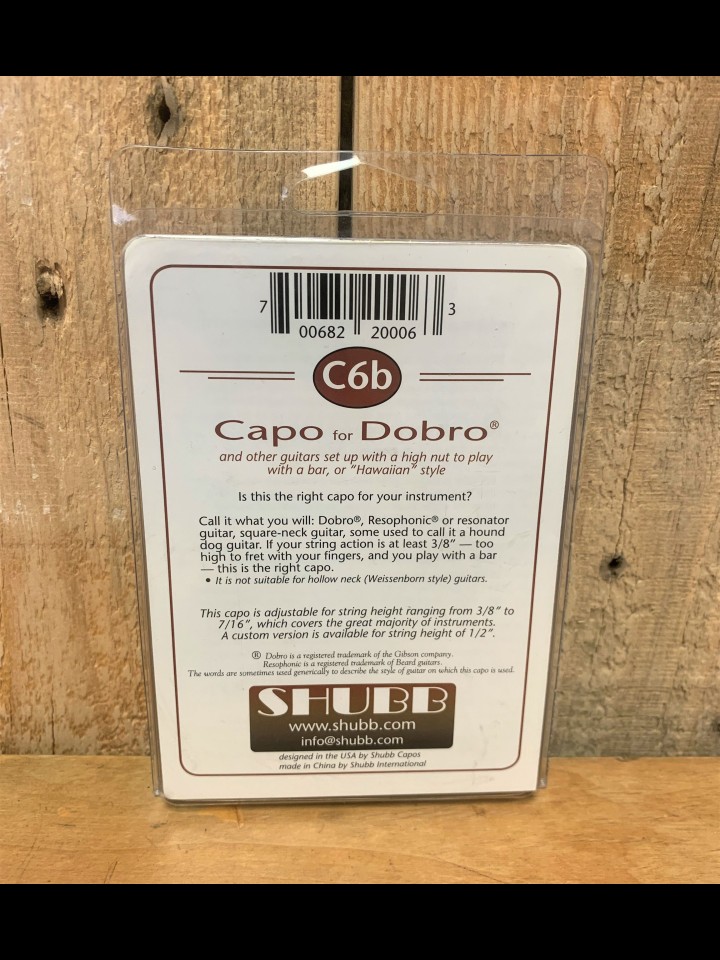 7 00682 20006 3
C6b
Capo for Dobro®
and other guitars set up with a high nut to play
with a bar, or "Hawaiian" style
Is this the right capo for your instrument?
Call it what you will: Dobro®, Resophonic® or resonator
guitar, square-neck guitar, some used to call it a hound
dog guitar. If your string action is at least 3/8" — too
high to fret with your fingers, and you play with a bar
— this is the right capo.
• It is not suitable for hollow neck (Weissenborn style) guitars.
This capo is adjustable for string height ranging from 3/8" to
7/16", which covers the great majority of instruments.
A custom version is available for string height of 1/2".
® Dobro is a registered trademark of the Gibson company.
Resophonic is a registered trademark of Beard guitars.
The words are sometimes used generically to describe the style of guitar on which this capo is used.
SHUBB
www.shubb.com
info@shubb.com
designed in the USA by Shubb Capos
made in China by Shubb International